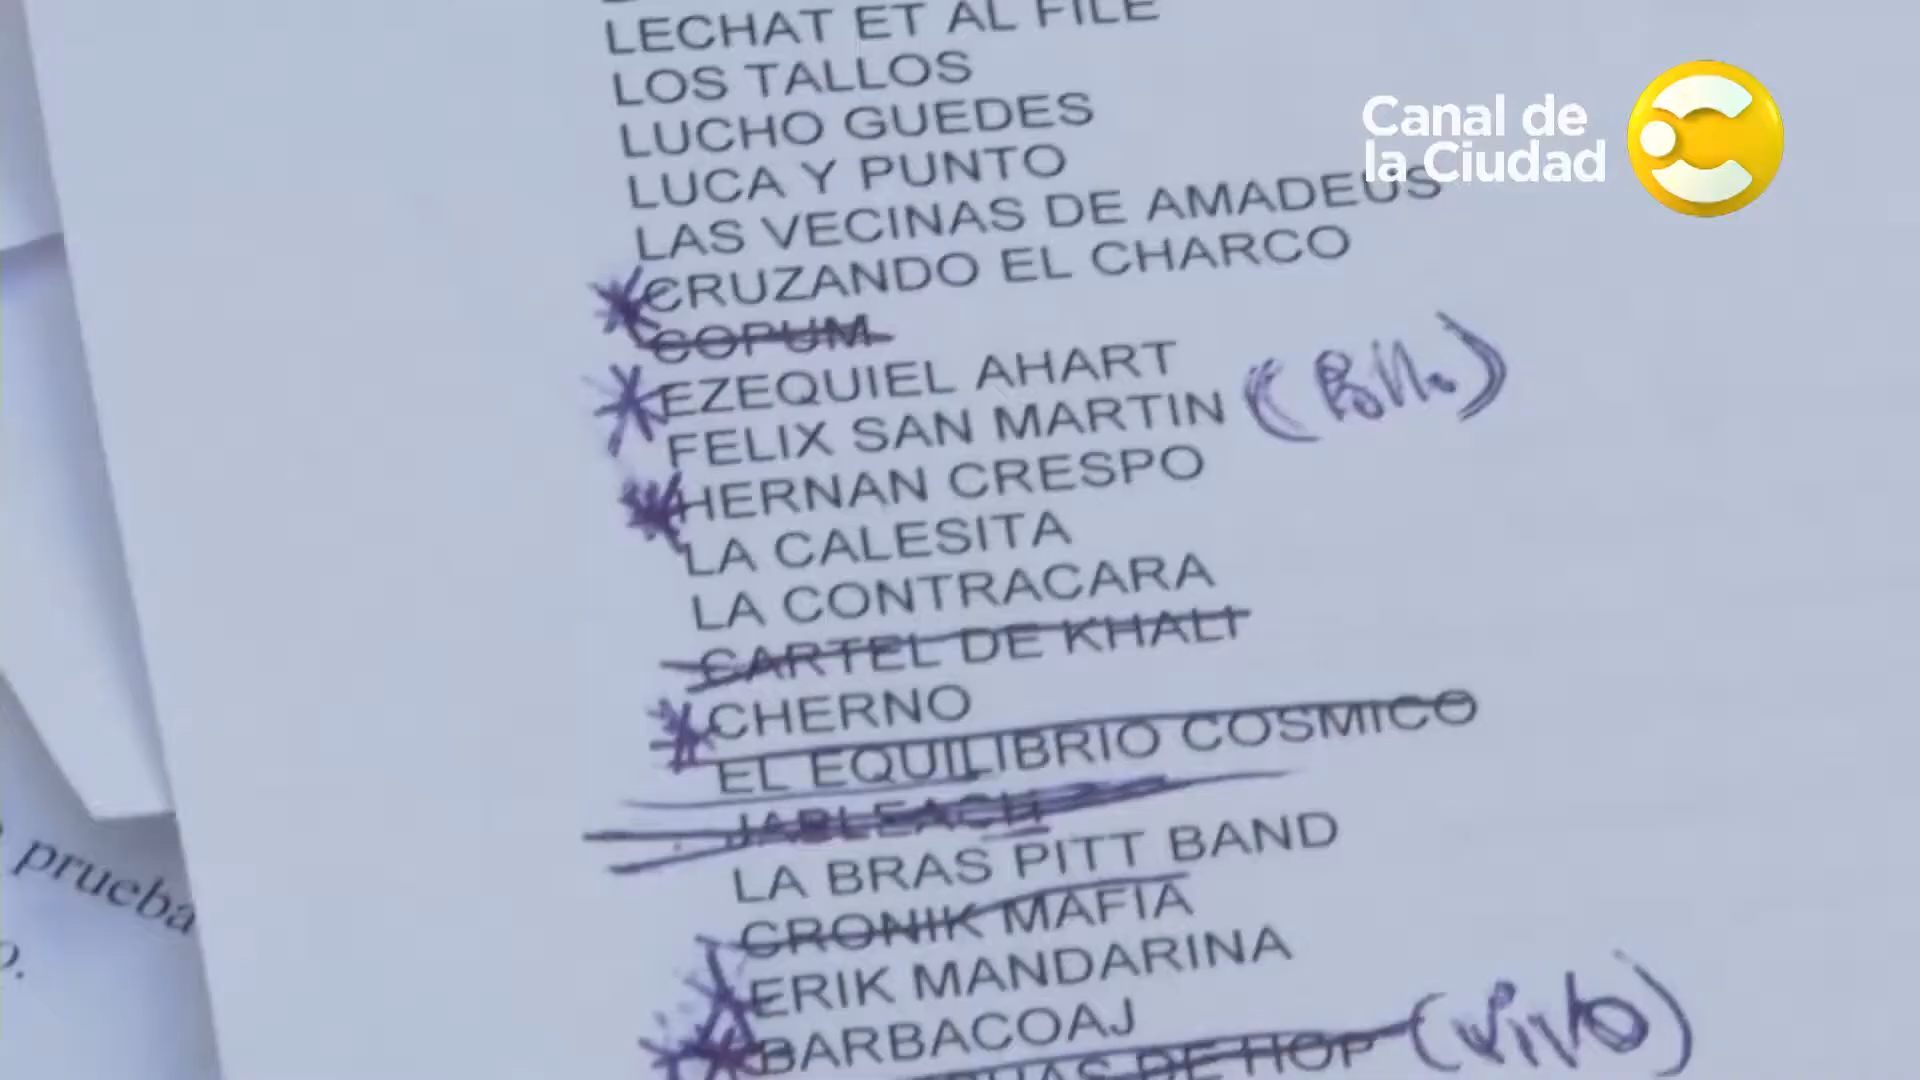 LECHAT ET AL FILE
LOS TALLOS
LUCHO GUEDES
LUCA Y PUNTO
LAS VECINAS DE AMADEUS
CRUZANDO EL CHARCO
COPUM
EZEQUIEL AHART
FELIX SAN MARTIN
HERNAN CRESPO
LA CALESITA
LA CONTRACARA
CARTEL DE KHALI
CHERNO
EL EQUILIBRIO COSMICO
JABLEACH
LA BRAS PITT BAND
CRONIK MAFIA
ERIK MANDARINA
BARBACOAJ
DE HOP (VIVO)
prueba
Canal de
la Ciudad